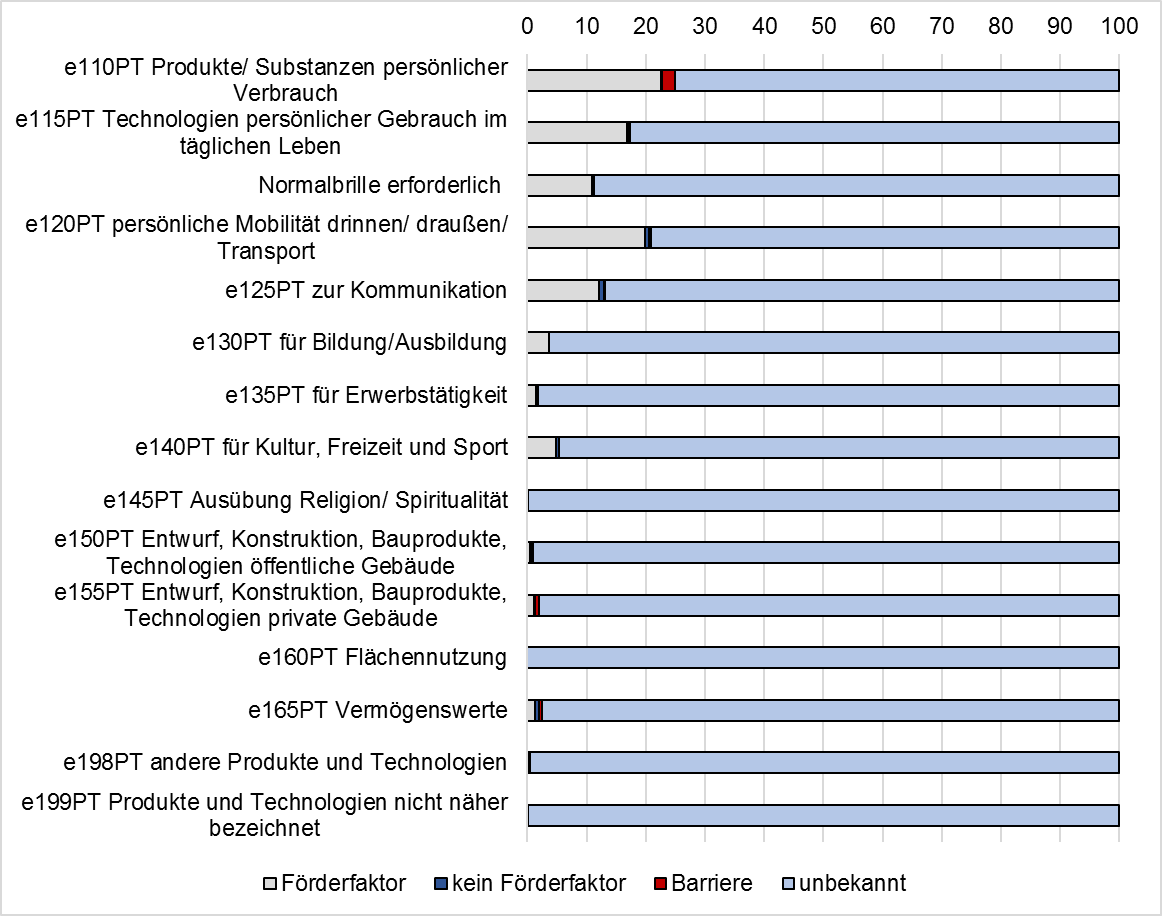 0 10 20 30 40 50 60 70 80 90 100
e110PT Produkte/ Substanzen persönlicher
Verbrauch
e115PT Technologien persönlicher Gebrauch im
täglichen Leben
Normalbrille erforderlich
e120PT persönliche Mobilität drinnen/ draußen/
Transport
e125PT zur Kommunikation
e130PT für Bildung/Ausbildung
e135PT für Erwerbstätigkeit
e140PT für Kultur, Freizeit und Sport
e145PT Ausübung Religion/ Spiritualität
e150PT Entwurf, Konstruktion, Bauprodukte,
Technologien öffentliche Gebäude
e155PT Entwurf, Konstruktion, Bauprodukte,
Technologien private Gebäude
e160PT Flächennutzung
e165PT Vermögenswerte
e198PT andere Produkte und Technologien
e199PT Produkte und Technologien nicht näher
bezeichnet
Förderfaktor kein Förderfaktor Barriere unbekannt